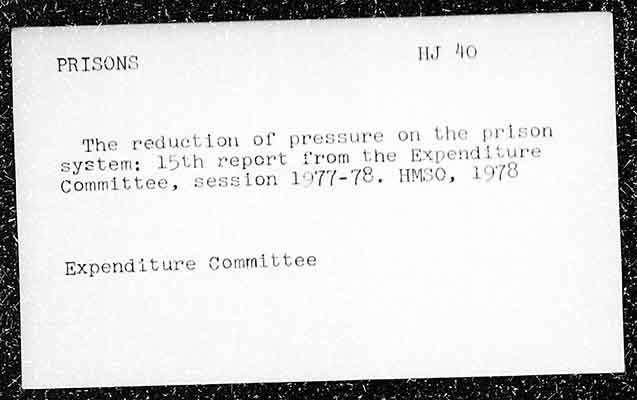 PRISONS
HJ 40
The reduction of pressure on the prison
system: 15th report from the Expenditure
Committee, session 1977-78. HMSO, 1978
Expenditure Committee